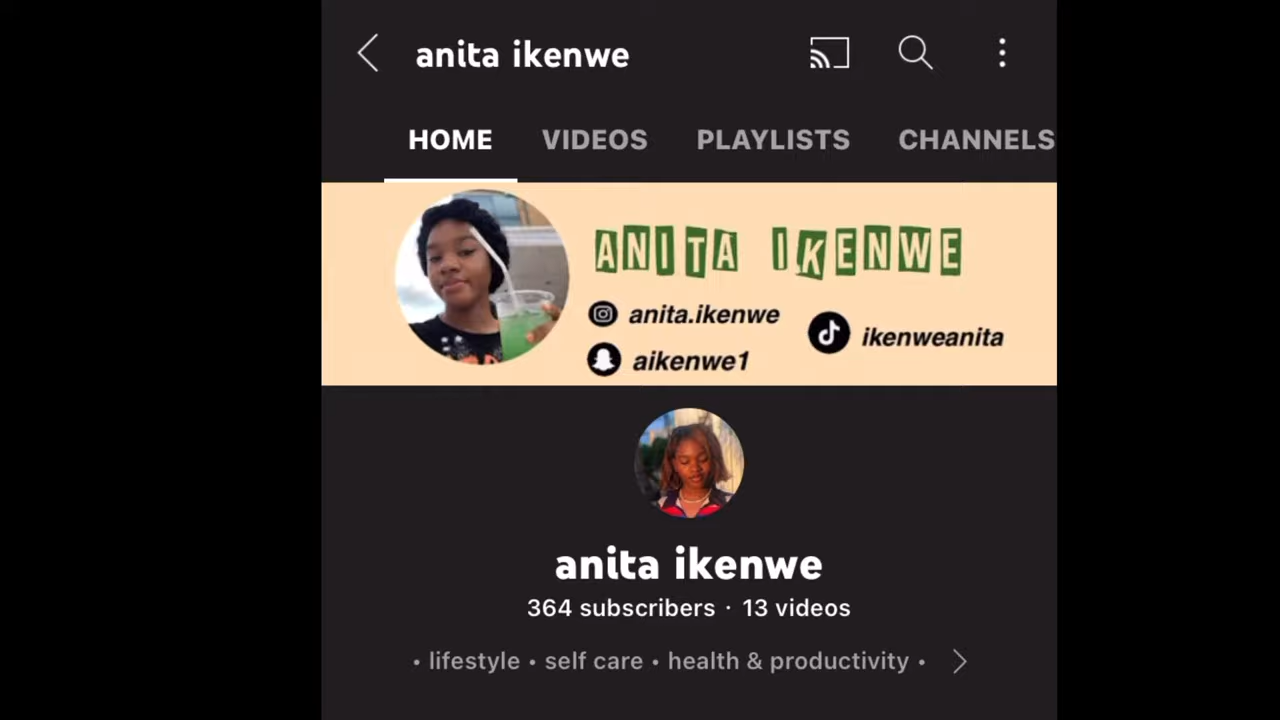 anita ikenwe
HOME VIDEOS PLAYLISTS CHANNELS
ANITA IKENWE
anita.ikenwe
ikenweanita
aikenwe1
anita ikenwe
364 subscribers · 13 videos
• lifestyle • self care • health & productivity •